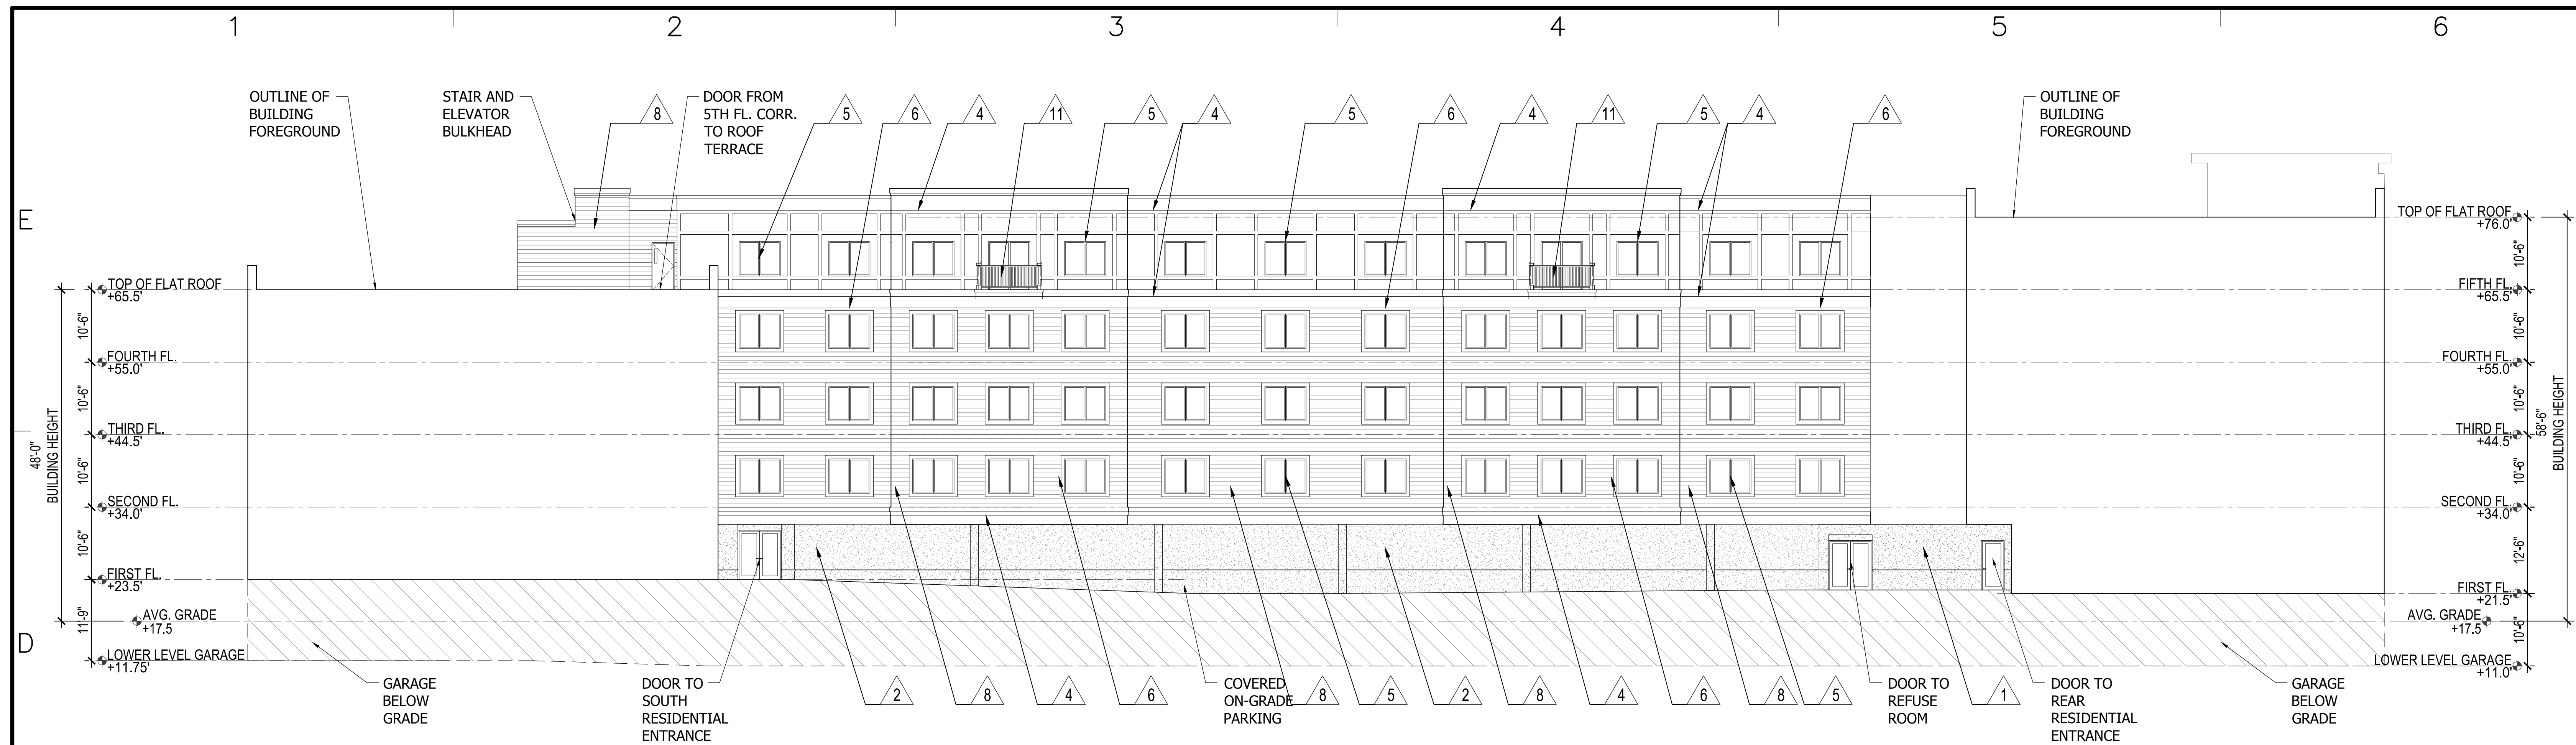 1
2
3
4
5
6
OUTLINE OF
BUILDING
FOREGROUND
STAIR AND
ELEVATOR
BULKHEAD
8
DOOR FROM
5TH FL. CORR.
TO ROOF
TERRACE
5
6
4
11
5
4
5
6
4
11
5
4
6
OUTLINE OF
BUILDING
FOREGROUND
E
D
TOP OF FLAT ROOF
+65.5'
10'-6"
FOURTH FL.
+55.0'
10'-6"
THIRD FL.
+44.5'
10'-6"
SECOND FL.
+34.0'
10'-6"
FIRST FL.
+23.5'
11'-9"
AVG. GRADE
+17.5
LOWER LEVEL GARAGE
+11.75'
48'-0"
BUILDING HEIGHT
TOP OF FLAT ROOF
+76.0'
10'-6"
FIFTH FL.
+65.5'
10'-6"
FOURTH FL.
+55.0'
10'-6"
THIRD FL.
+44.5'
10'-6"
SECOND FL.
+34.0'
12'-6"
FIRST FL.
+21.5'
AVG. GRADE
+17.5
10'-6"
LOWER LEVEL GARAGE
+11.0'
58'-6"
BUILDING HEIGHT
GARAGE
BELOW
GRADE
DOOR TO
SOUTH
RESIDENTIAL
ENTRANCE
2
8
4
6
COVERED
ON-GRADE
PARKING
8
5
2
8
4
6
8
5
DOOR TO
REFUSE
ROOM
1
DOOR TO
REAR
RESIDENTIAL
ENTRANCE
GARAGE
BELOW
GRADE